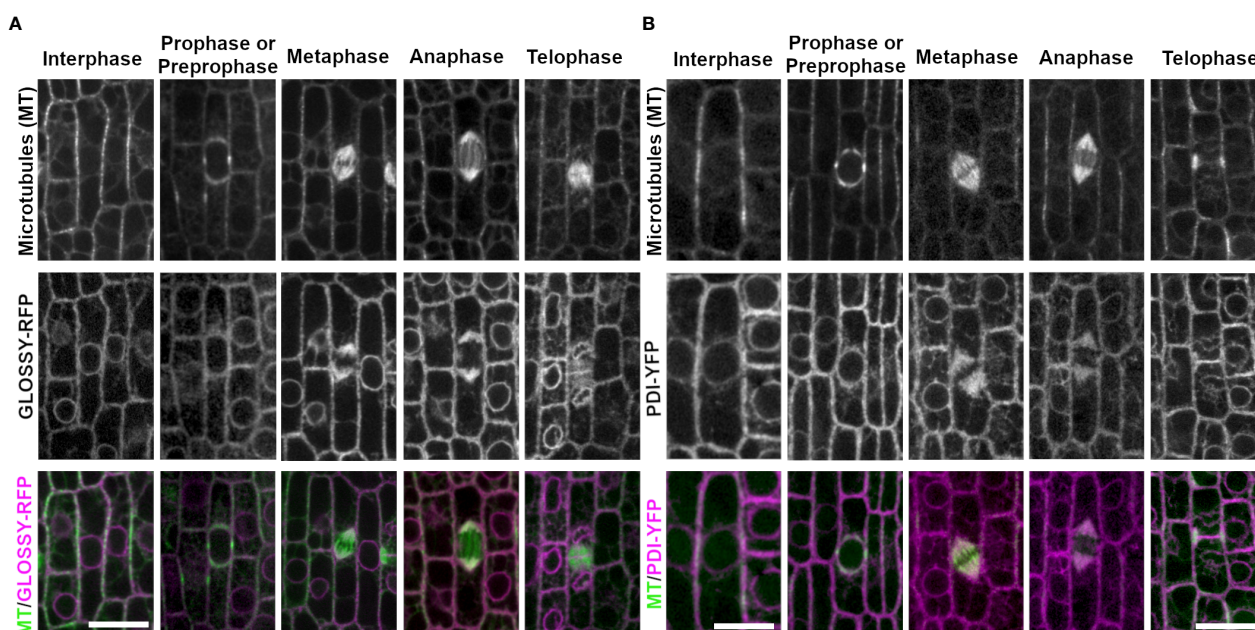 A
Interphase
Prophase or
Preprophase
Metaphase
Anaphase
Telophase
Microtubules (MT)
GLOSSY-RFP
MT/GLOSSY-RFP
B
Interphase
Prophase or
Preprophase
Metaphase
Anaphase
Telophase
Microtubules (MT)
PDI-YFP
MT/PDI-YFP